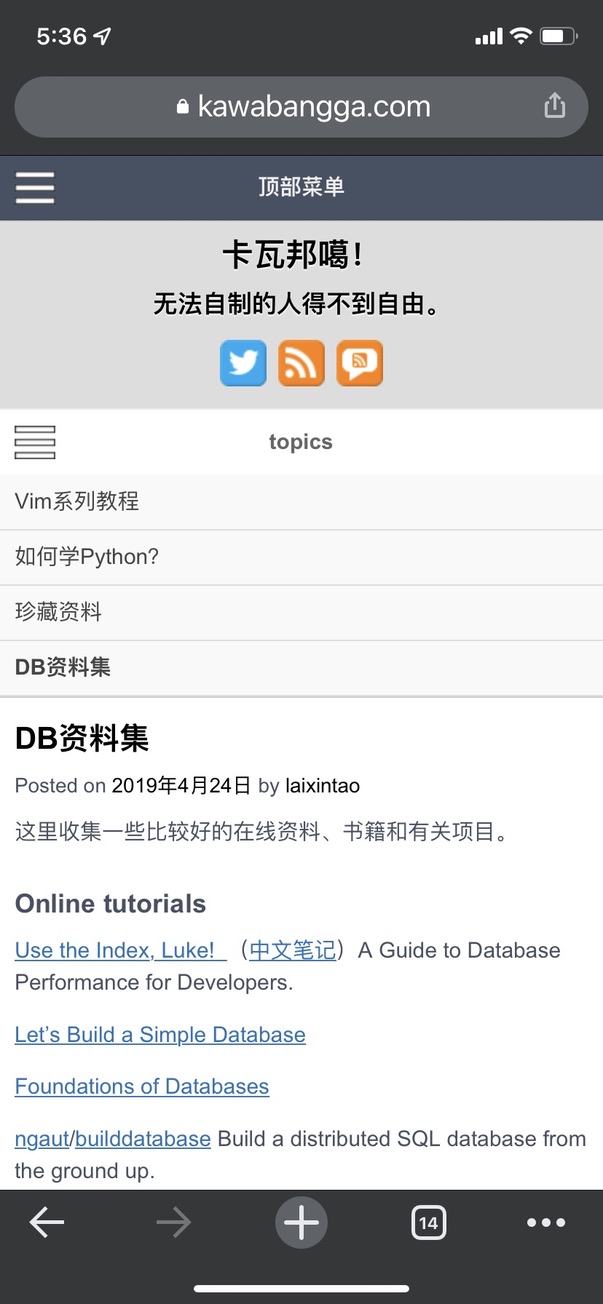 5:36
kawabangga.com
顶部菜单
卡瓦邦噶！
无法自制的人得不到自由。
topics
Vim系列教程
如何学Python?
珍藏资料
DB资料集
DB资料集
Posted on 2019年4月24日 by laixintao
这里收集一些比较好的在线资料、书籍和有关项目。
Online tutorials
Use the Index, Luke! （中文笔记）A Guide to Database
Performance for Developers.
Let’s Build a Simple Database
Foundations of Databases
ngaut/builddatabase Build a distributed SQL database from
the ground up.
14